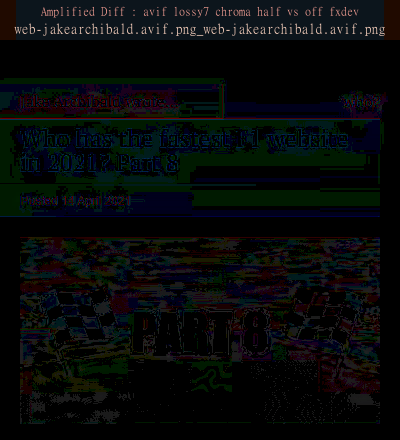 Amplified Diff : avif lossy7 chroma half vs off fxdev
web-jakearchibald.avif.png_web-jakearchibald.avif.png
Who has the fastest F1 website
in 2021? Part 8
PART 8